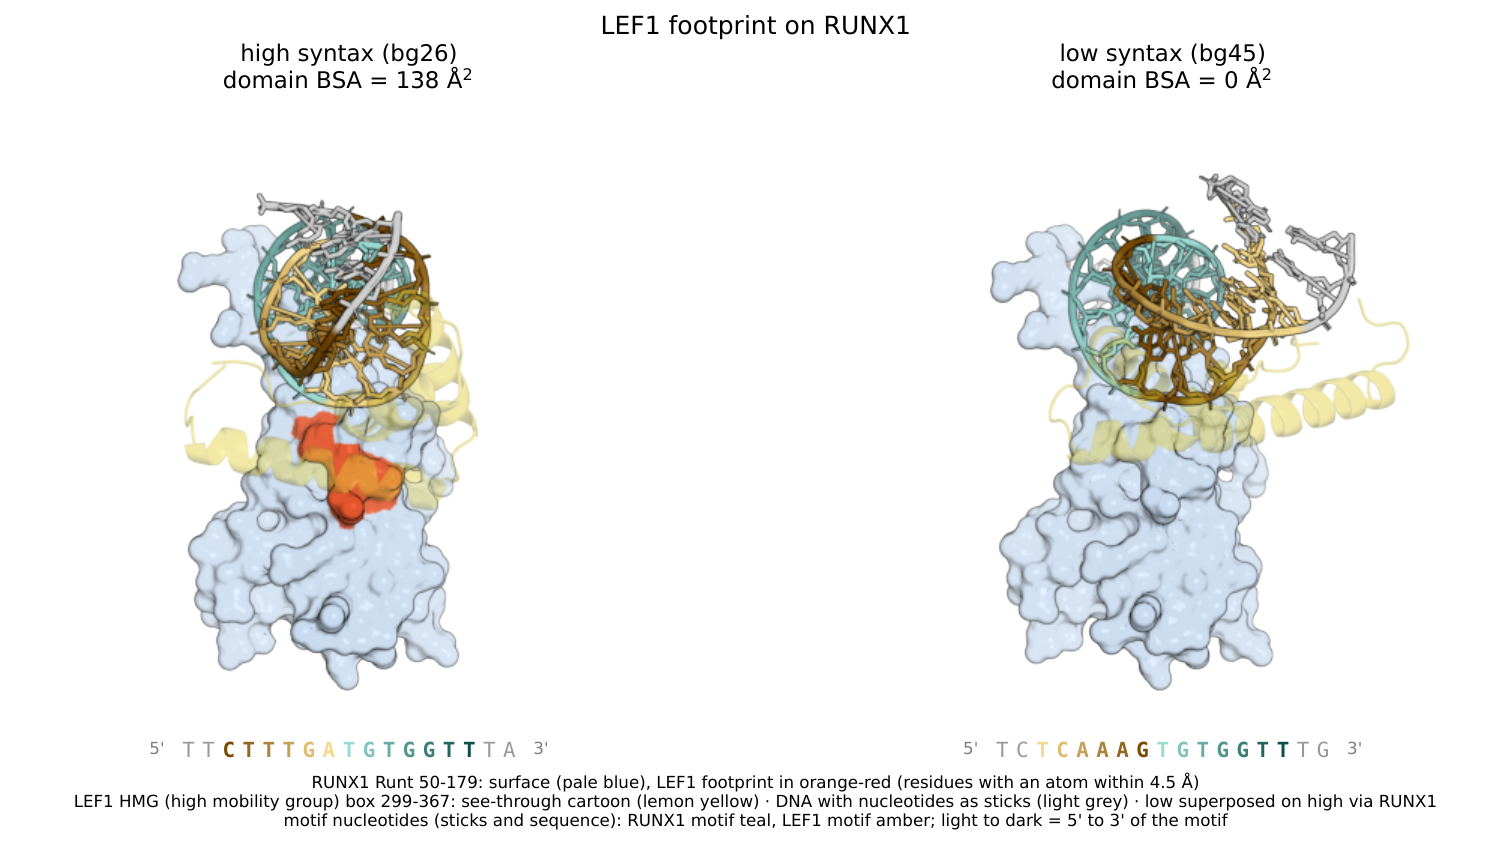 LEF1 footprint on RUNX1
high syntax (bg26)
domain BSA = 138 Å²
low syntax (bg45)
domain BSA = 0 Å²
5' T T C T T T G A T G T G G T T T A 3'
5' T C T C A A A G T G T G G T T T G 3'
RUNX1 Runt 50-179: surface (pale blue), LEF1 footprint in orange-red (residues with an atom within 4.5 Å)
LEF1 HMG (high mobility group) box 299-367: see-through cartoon (lemon yellow) · DNA with nucleotides as sticks (light grey) · low superposed on high via RUNX1
motif nucleotides (sticks and sequence): RUNX1 motif teal, LEF1 motif amber; light to dark = 5' to 3' of the motif